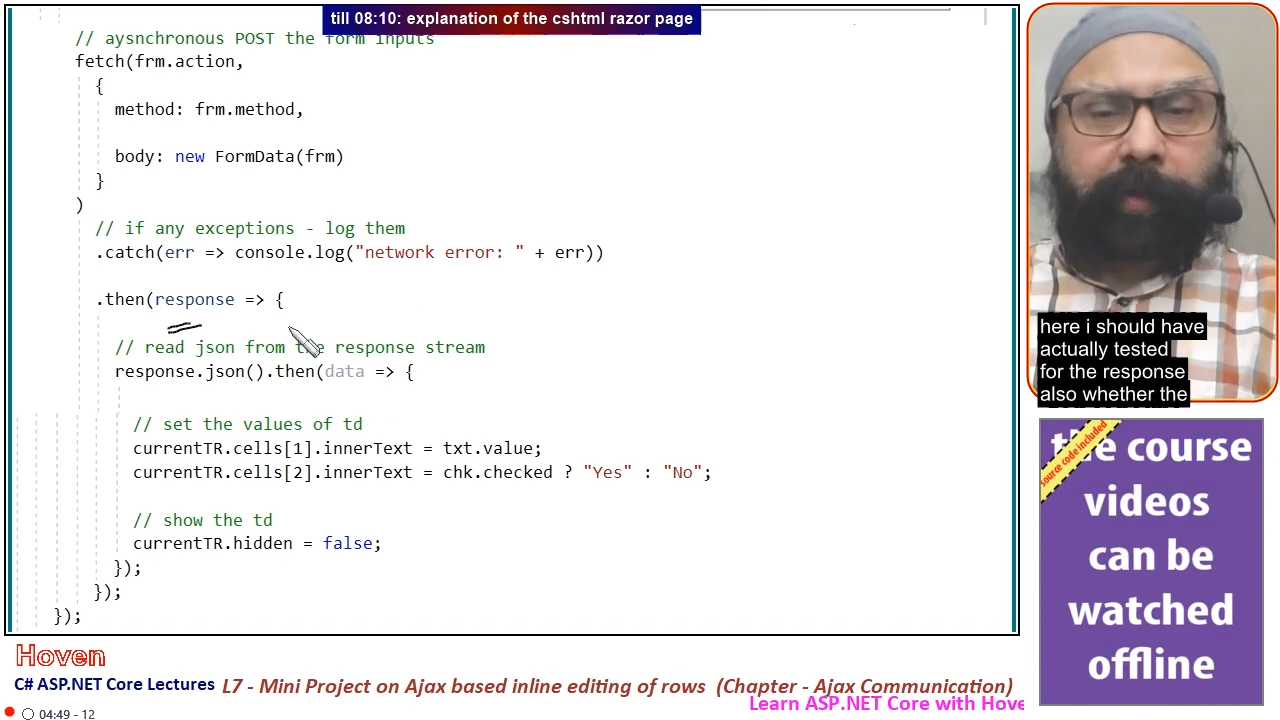 till 08:10: explanation of the cshtml razor page
// aysnchronous POST the form inputs
fetch(frm.action,
{
method: frm.method,
body: new FormData(frm)
}
)
// if any exceptions - log them
.catch(err => console.log("network error: " + err))
.then(response => {
// read json from the response stream
response.json().then(data => {
// set the values of td
currentTR.cells[1].innerText = txt.value;
currentTR.cells[2].innerText = chk.checked ? "Yes" : "No";
// show the td
currentTR.hidden = false;
});
});
});
here i should have
actually tested
for the response
also whether the
source code included
the course
videos
can be
watched
offline
Hoven
C# ASP.NET Core Lectures L7 - Mini Project on Ajax based inline editing of rows (Chapter - Ajax Communication)
Learn ASP.NET Core with Hove
04:49 - 12